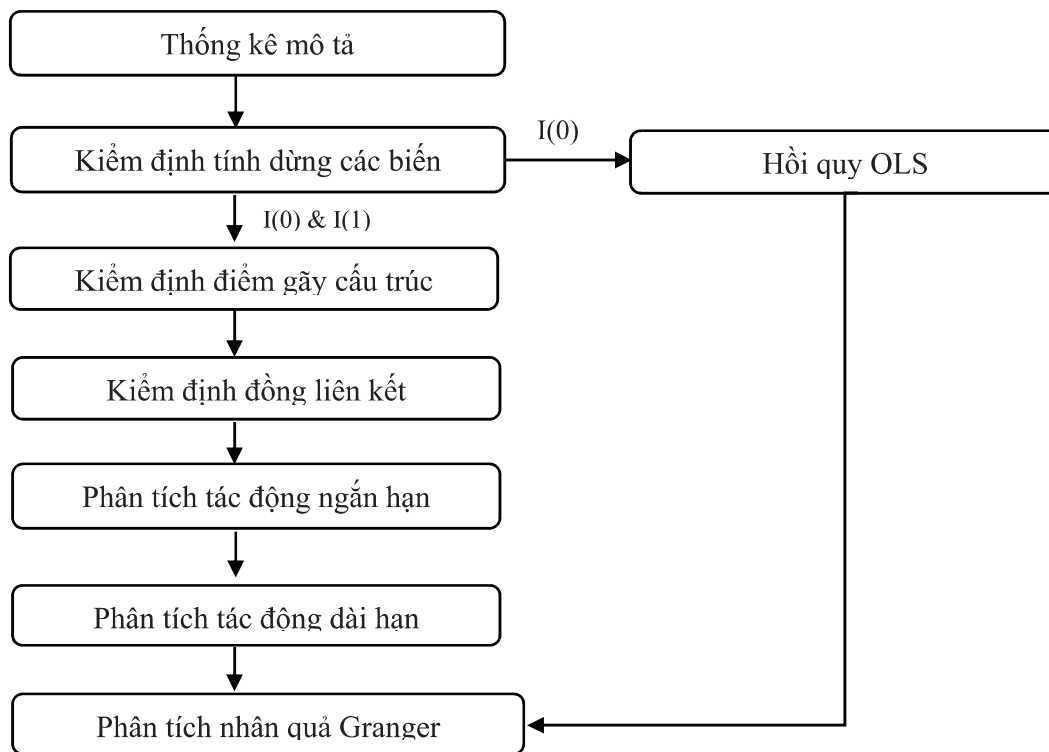 Thống kê mô tả
Kiểm định tính dừng các biến
I(0)
Hồi quy OLS
I(0) & I(1)
Kiểm định điểm gãy cấu trúc
Kiểm định đồng liên kết
Phân tích tác động ngắn hạn
Phân tích tác động dài hạn
Phân tích nhân quả Granger